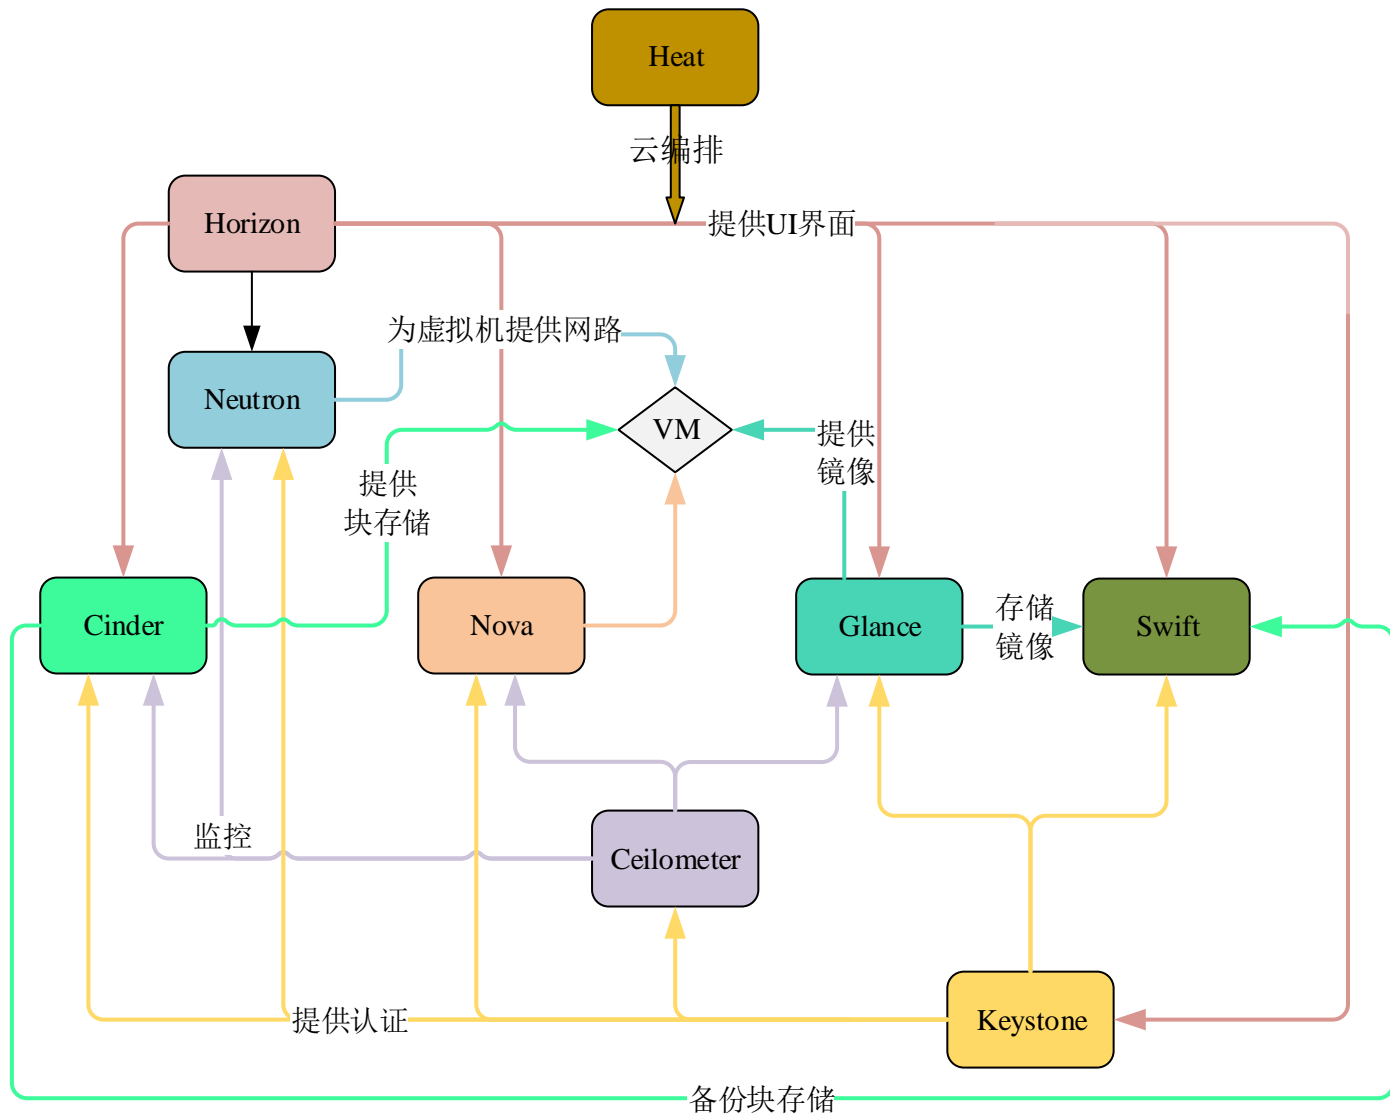 Heat
云编排
Horizon
提供UI界面
为虚拟机提供网路
Neutron
VM
提供
镜像
提供
块存储
Cinder
Nova
Glance
存储
镜像
Swift
监控
Ceilometer
提供认证
Keystone
备份块存储